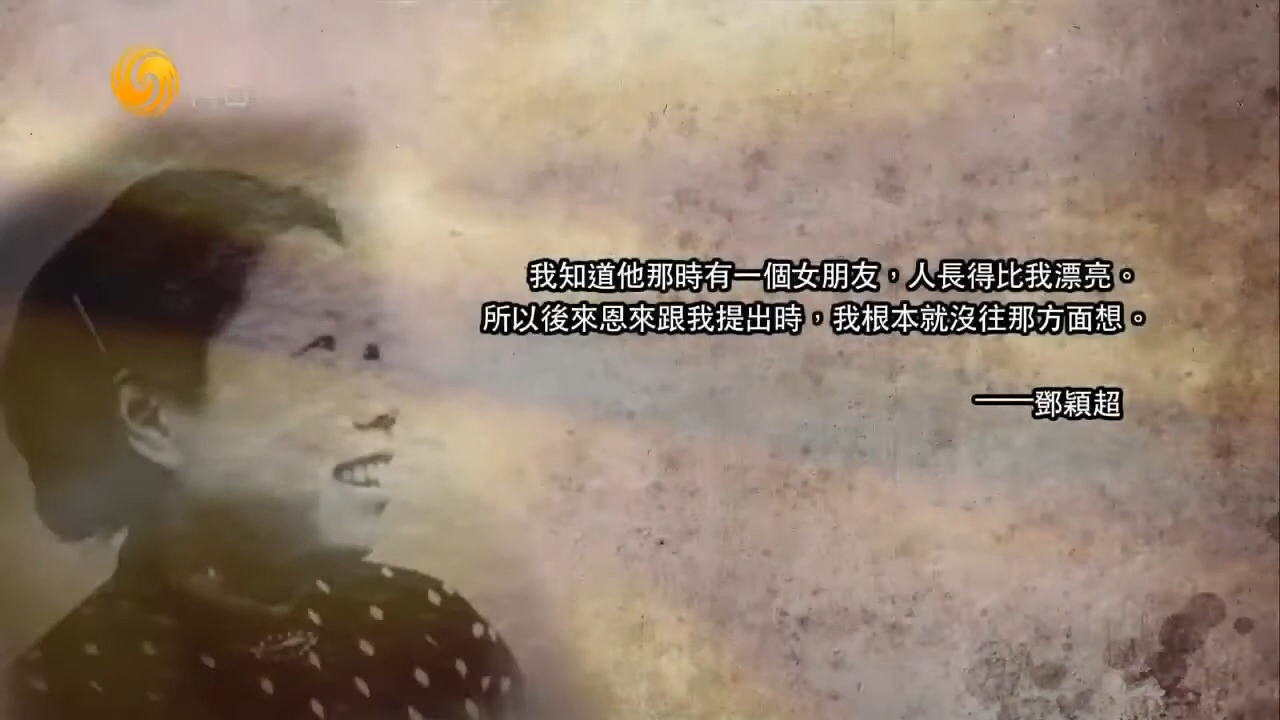 我知道他那時有一個女朋友，人長得比我漂亮。
所以後來恩來跟我提出時，我根本就沒往那方面想。
——鄧穎超